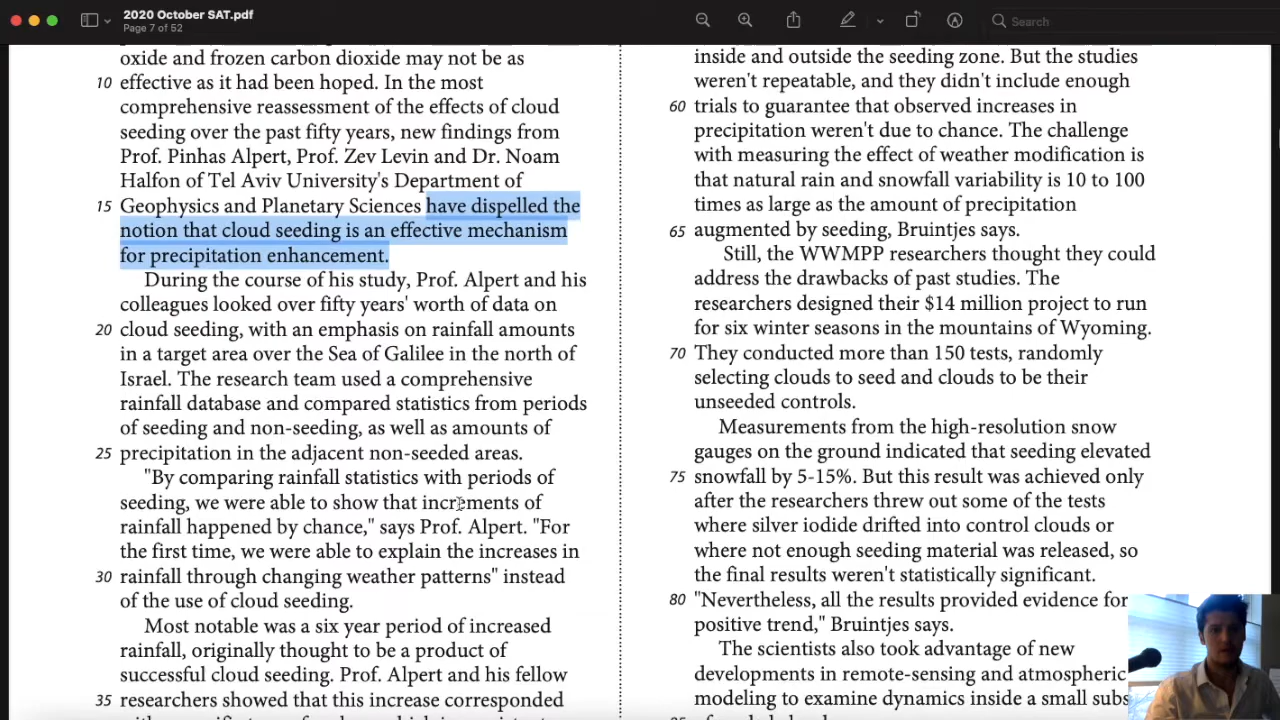 2020 October SAT.pdf
Page 7 of 52
Search
oxide and frozen carbon dioxide may not be as
10 effective as it had been hoped. In the most
comprehensive reassessment of the effects of cloud
seeding over the past fifty years, new findings from
Prof. Pinhas Alpert, Prof. Zev Levin and Dr. Noam
Halfon of Tel Aviv University's Department of
15 Geophysics and Planetary Sciences have dispelled the
notion that cloud seeding is an effective mechanism
for precipitation enhancement.
During the course of his study, Prof. Alpert and his
colleagues looked over fifty years' worth of data on
20 cloud seeding, with an emphasis on rainfall amounts
in a target area over the Sea of Galilee in the north of
Israel. The research team used a comprehensive
rainfall database and compared statistics from periods
of seeding and non-seeding, as well as amounts of
25 precipitation in the adjacent non-seeded areas.
"By comparing rainfall statistics with periods of
seeding, we were able to show that increments of
rainfall happened by chance," says Prof. Alpert. "For
the first time, we were able to explain the increases in
30 rainfall through changing weather patterns" instead
of the use of cloud seeding.
Most notable was a six year period of increased
rainfall, originally thought to be a product of
successful cloud seeding. Prof. Alpert and his fellow
35 researchers showed that this increase corresponded
inside and outside the seeding zone. But the studies
weren't repeatable, and they didn't include enough
60 trials to guarantee that observed increases in
precipitation weren't due to chance. The challenge
with measuring the effect of weather modification is
that natural rain and snowfall variability is 10 to 100
times as large as the amount of precipitation
65 augmented by seeding, Bruintjes says.
Still, the WWMPP researchers thought they could
address the drawbacks of past studies. The
researchers designed their $14 million project to run
for six winter seasons in the mountains of Wyoming.
70 They conducted more than 150 tests, randomly
selecting clouds to seed and clouds to be their
unseeded controls.
Measurements from the high-resolution snow
gauges on the ground indicated that seeding elevated
75 snowfall by 5-15%. But this result was achieved only
after the researchers threw out some of the tests
where silver iodide drifted into control clouds or
where not enough seeding material was released, so
the final results weren't statistically significant.
80 "Nevertheless, all the results provided evidence for
positive trend," Bruintjes says.
The scientists also took advantage of new
developments in remote-sensing and atmospheric
modeling to examine dynamics inside a small subs